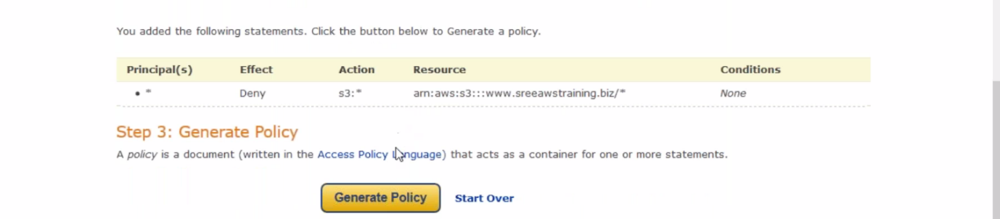 You added the following statements. Click the button below to Generate a policy.
Principal(s) Effect Action Resource Conditions
• * Deny s3:* arn:aws:s3:::www.sreeawstraining.biz/* None
Step 3: Generate Policy
A policy is a document (written in the Access Policy Language) that acts as a container for one or more statements.
Generate Policy Start Over